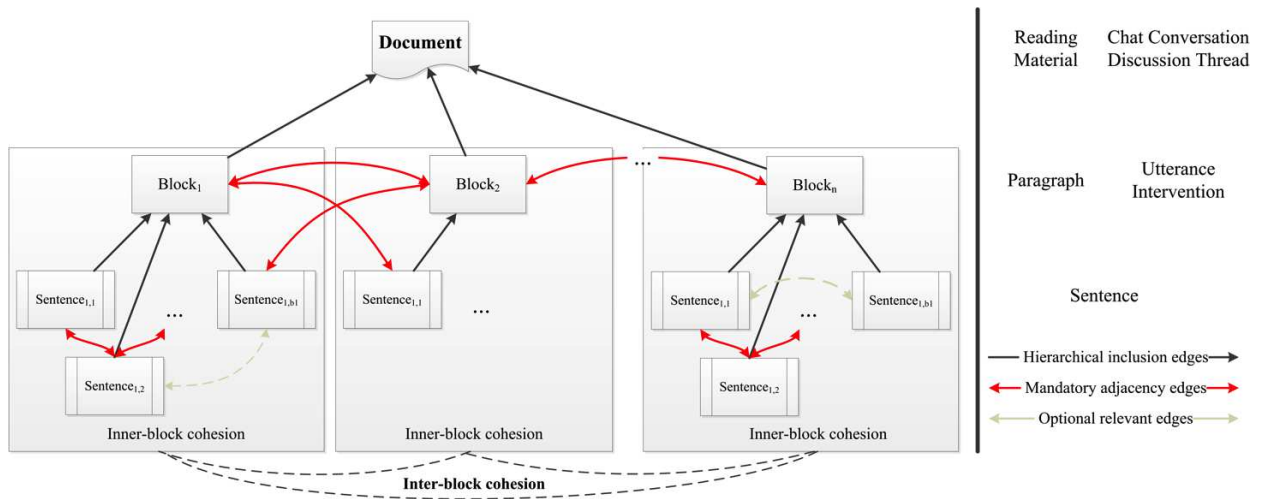 Document
Reading
Material
Chat Conversation
Discussion Thread
...
Block₁
Block₂
Blockₙ
Paragraph
Utterance
Intervention
Sentence₁,₁
...
Sentence₁,b1
Sentence₁,₁
...
Sentence₁,₁
...
Sentence₁,b1
Sentence
Sentence₁,₂
Sentence₁,₂
Hierarchical inclusion edges
Mandatory adjacency edges
Optional relevant edges
Inner-block cohesion
Inner-block cohesion
Inner-block cohesion
Inter-block cohesion